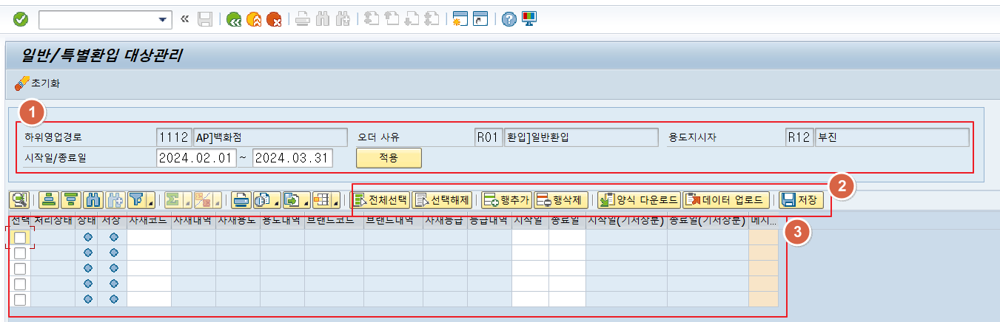 일반/특별환입 대상관리
초기화
1
하위영업경로 1112 AP]백화점 오더 사유 R01 환입]일반환입 용도지시자 R12 부진
시작일/종료일 2024.02.01 ~ 2024.03.31 적용
2
전체선택 선택해제 행추가 행삭제 양식 다운로드 데이터 업로드 저장
선택 처리상태 상태 저장 자재코드 자재내역 자재용도 용도내역 브랜드코드 브랜드내역 자재등급 등급내역 시작일 종료일 시작일(기저장분) 종료일(기저장분) 메시...
3